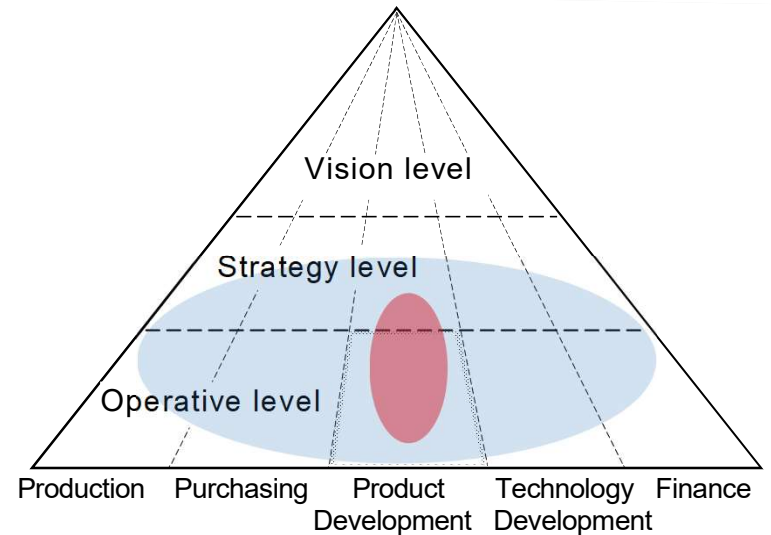 Vision level
Strategy level
Operative level
Production Purchasing Product Technology Finance
Development Development